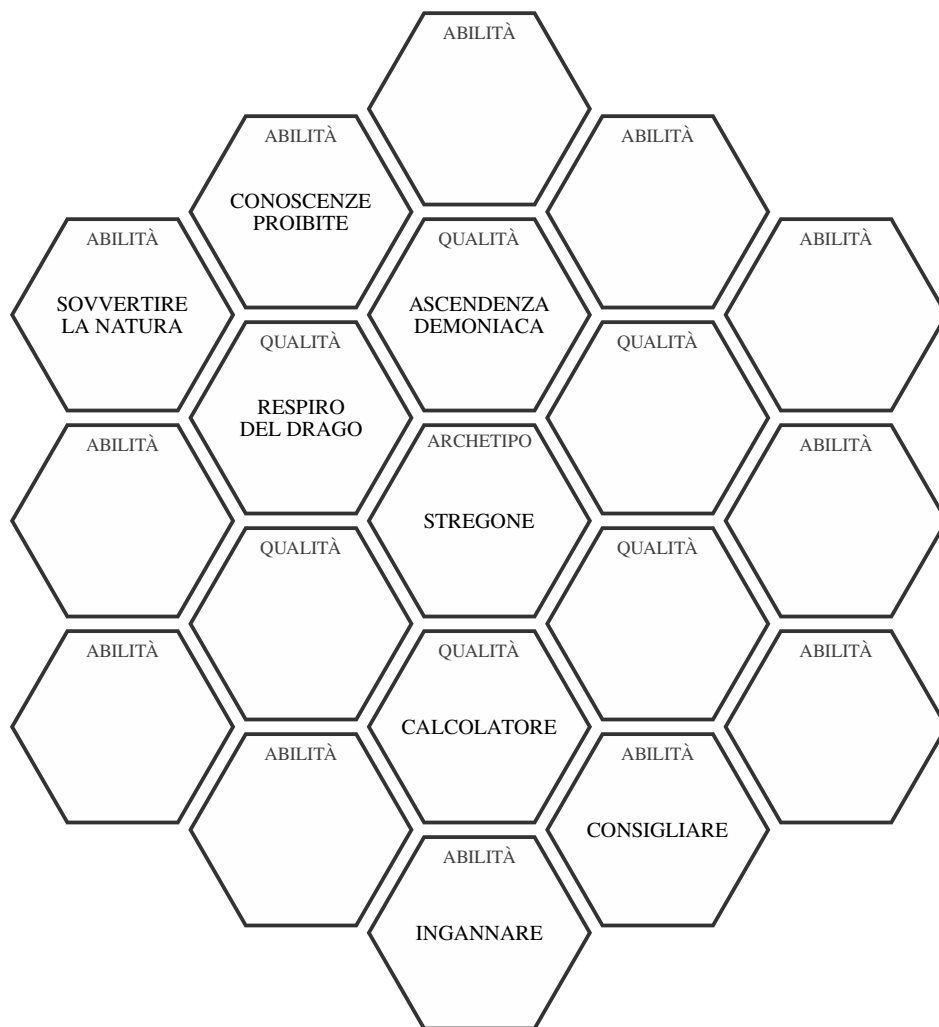 ABILITÀ
ABILITÀ
CONOSCENZE
PROIBITE
ABILITÀ
ABILITÀ
SOVVERTIRE
LA NATURA
QUALITÀ
ASCENDENZA
DEMONIACA
ABILITÀ
QUALITÀ
RESPIRO
DEL DRAGO
QUALITÀ
ABILITÀ
ARCHETIPO
STREGONE
ABILITÀ
QUALITÀ
QUALITÀ
ABILITÀ
QUALITÀ
CALCOLATORE
ABILITÀ
ABILITÀ
ABILITÀ
CONSIGLIARE
ABILITÀ
INGANNARE